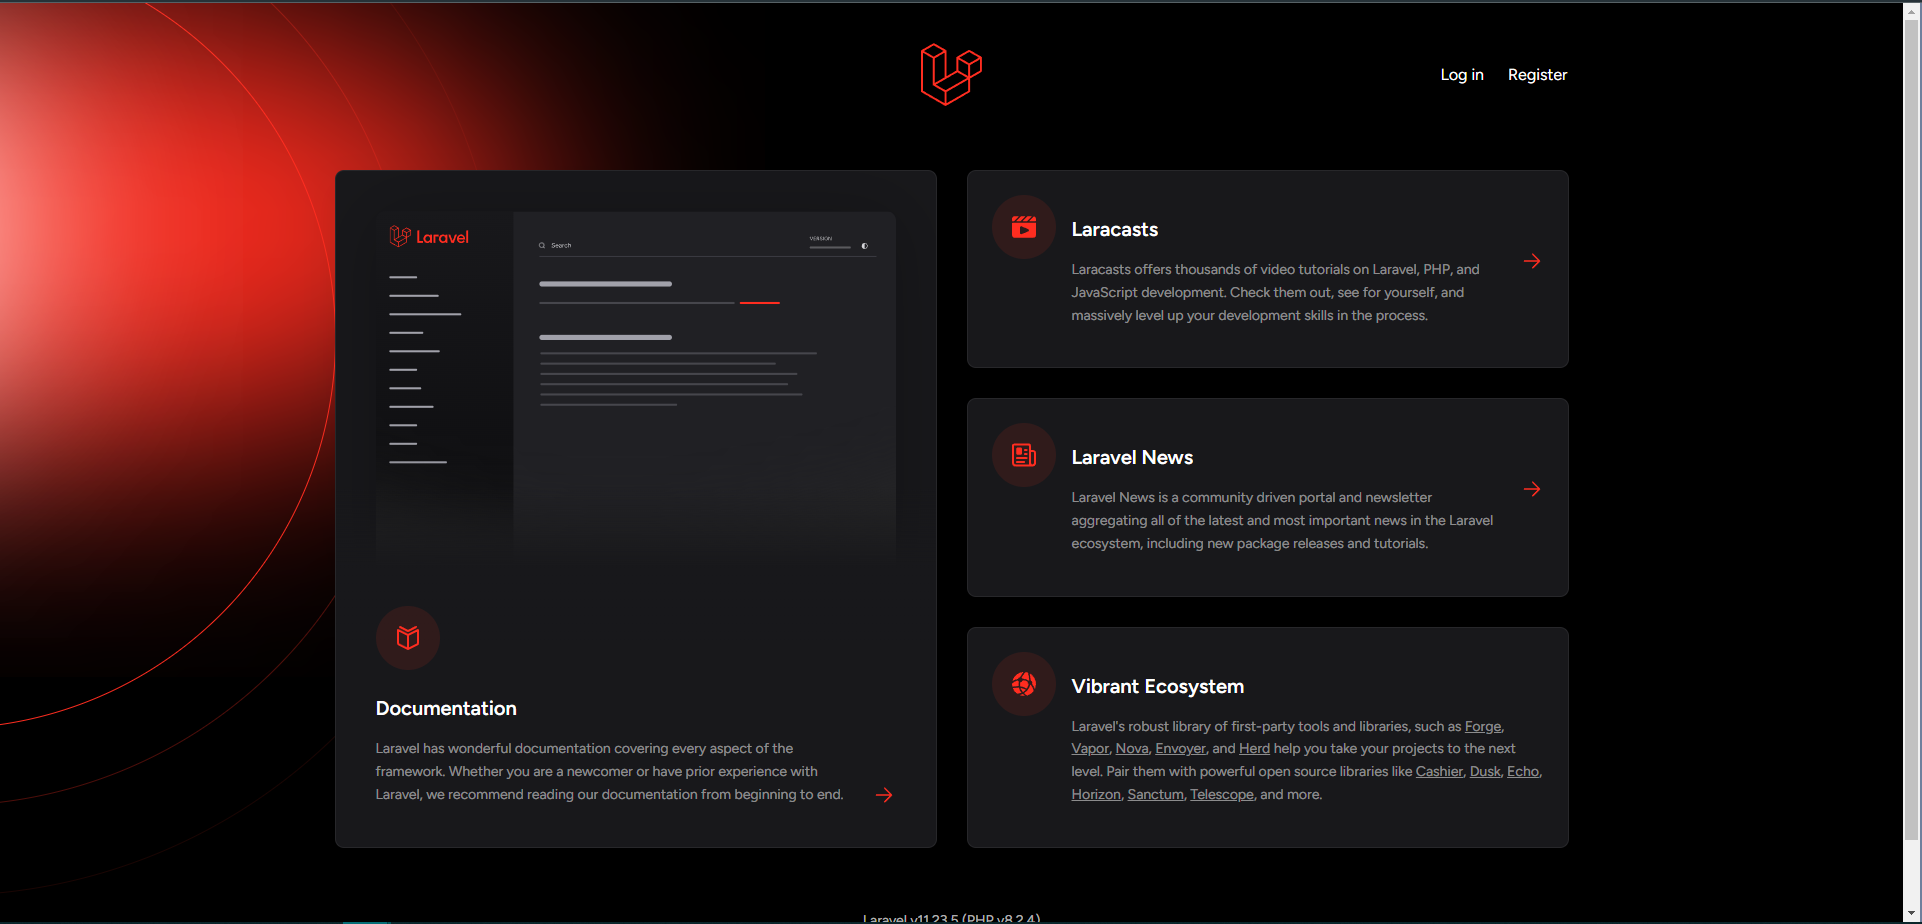 Log in Register
Laravel
Search
VERSION
Documentation
Laravel has wonderful documentation covering every aspect of the
framework. Whether you are a newcomer or have prior experience with
Laravel, we recommend reading our documentation from beginning to end.
Laracasts
Laracasts offers thousands of video tutorials on Laravel, PHP, and
JavaScript development. Check them out, see for yourself, and
massively level up your development skills in the process.
Laravel News
Laravel News is a community driven portal and newsletter
aggregating all of the latest and most important news in the Laravel
ecosystem, including new package releases and tutorials.
Vibrant Ecosystem
Laravel's robust library of first-party tools and libraries, such as Forge,
Vapor, Nova, Envoyer, and Herd help you take your projects to the next
level. Pair them with powerful open source libraries like Cashier, Dusk, Echo,
Horizon, Sanctum, Telescope, and more.
Laravel v11.23.5 (PHP v8.2.4)